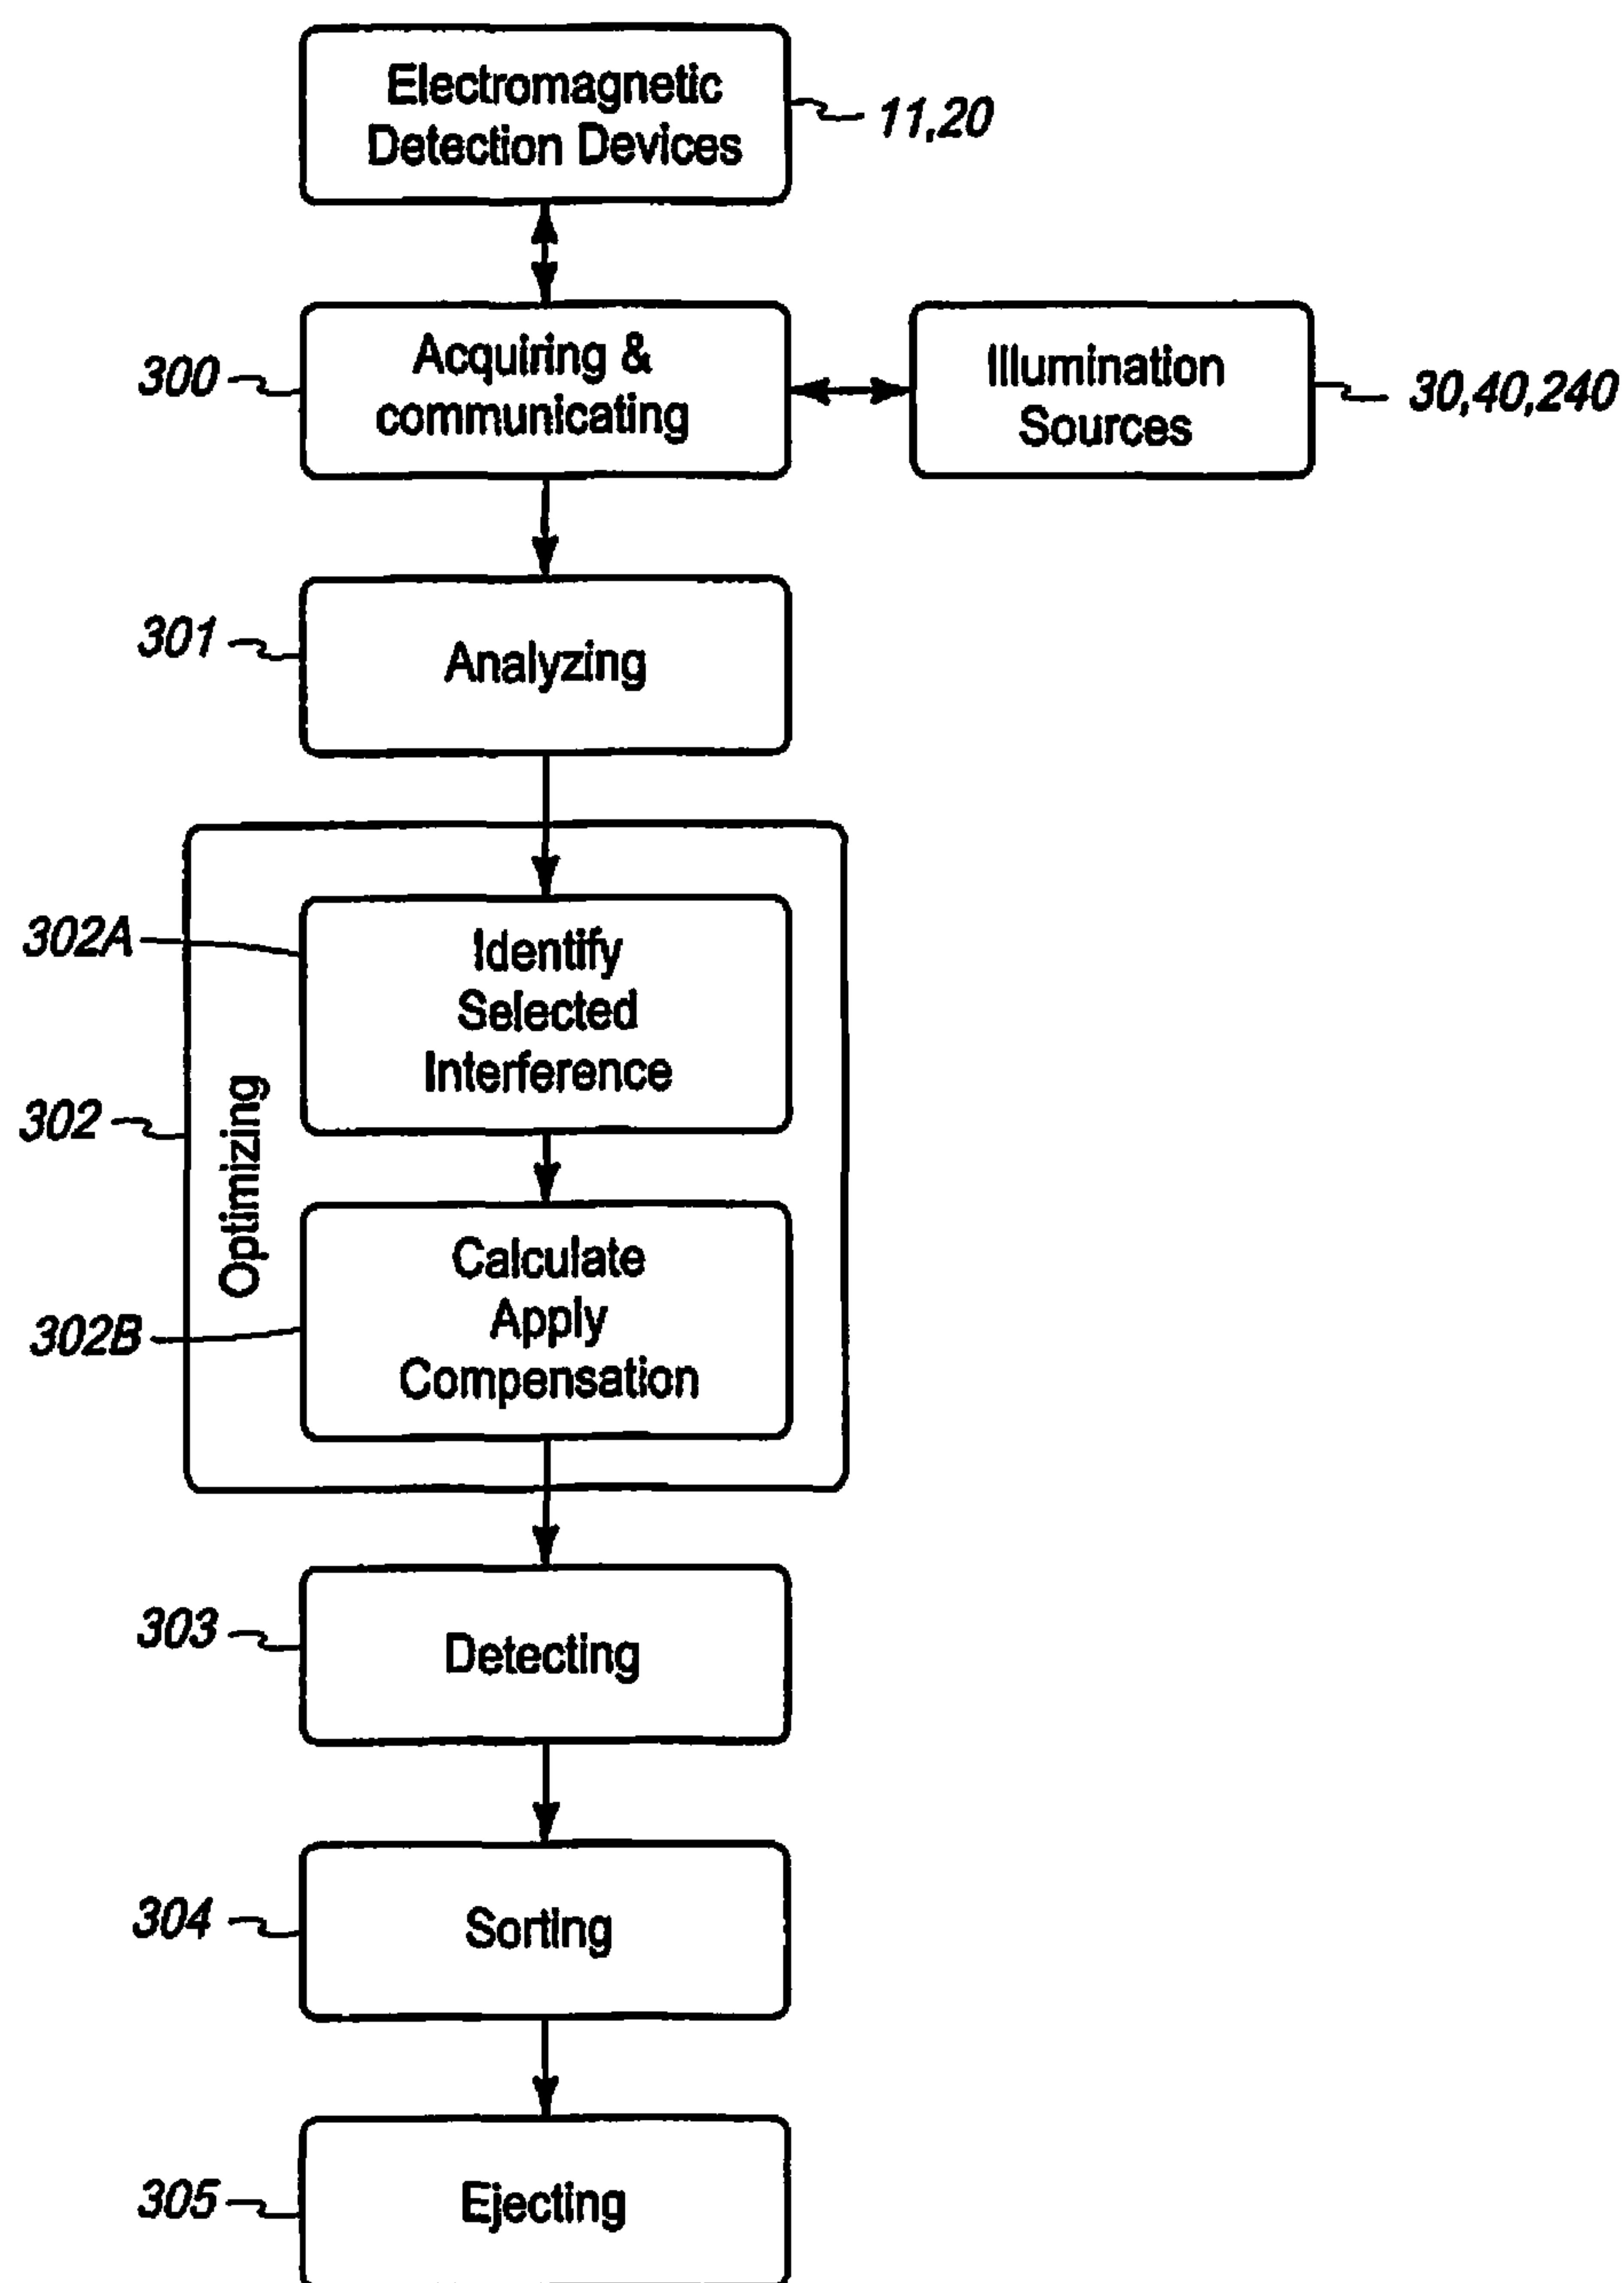 Electromagnetic
Detection Devices
11,20
300
Acquiring &
communicating
Illumination
Sources
30,40,240
301
Analyzing
302A
Identify
Selected
Interference
302
Optimizing
302B
Calculate
Apply
Compensation
303
Detecting
304
Sorting
305
Ejecting